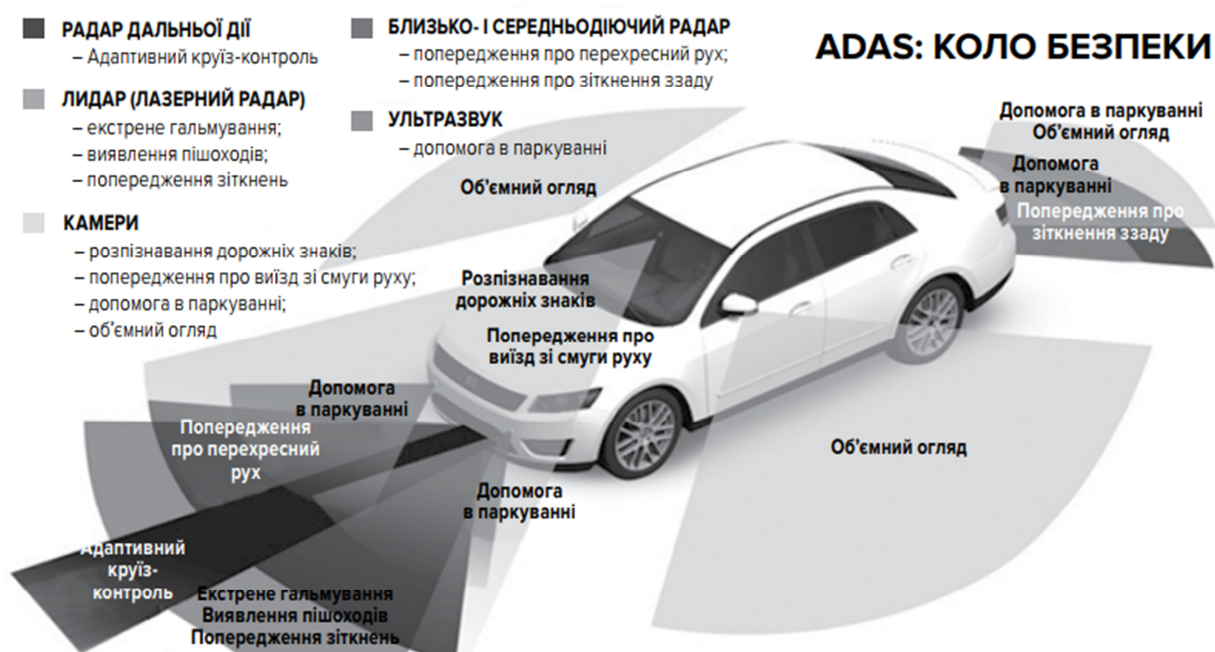 РАДАР ДАЛЬНЬОЇ ДІЇ
– Адаптивний круїз-контроль
ЛИДАР (ЛАЗЕРНИЙ РАДАР)
– екстрене гальмування;
– виявлення пішоходів;
– попередження зіткнень
КАМЕРИ
– розпізнавання дорожніх знаків;
– попередження про виїзд зі смуги руху;
– допомога в паркуванні;
– об’ємний огляд
БЛИЗЬКО- І СЕРЕДНЬОДІЮЧИЙ РАДАР
– попередження про перехресний рух;
– попередження про зіткнення ззаду
УЛЬТРАЗВУК
– допомога в паркуванні
ADAS: КОЛО БЕЗПЕКИ
Допомога в паркуванні
Об’ємний огляд
Допомога
в паркуванні
Попередження про
зіткнення ззаду
Об’ємний огляд
Розпізнавання
дорожніх знаків
Попередження про
виїзд зі смуги руху
Допомога
в паркуванні
Попередження
про перехресний
рух
Об’ємний огляд
Допомога
в паркуванні
Адаптивний
круїз-
контроль
Екстрене гальмування
Виявлення пішоходів
Попередження зіткнень